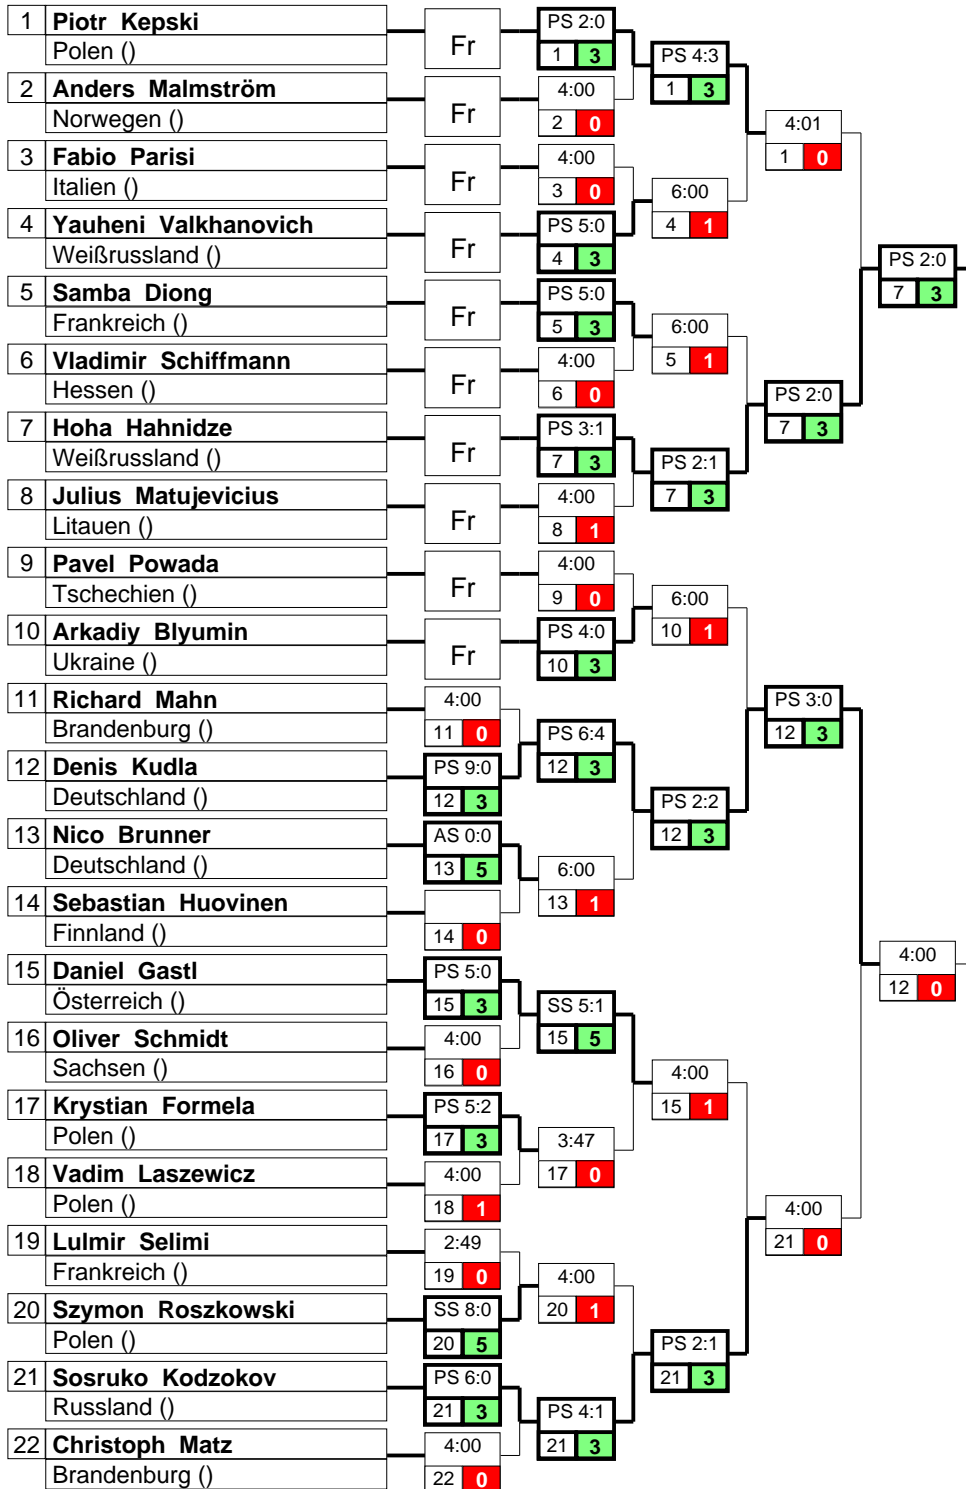 1 Piotr Kepski
Polen ()
Fr
PS 2:0
1 3
PS 4:3
1 3
2 Anders Malmström
Norwegen ()
Fr
4:00
2 0
4:01
1 0
3 Fabio Parisi
Italien ()
Fr
4:00
3 0
6:00
4 1
4 Yauheni Valkhanovich
Weißrussland ()
Fr
PS 5:0
4 3
PS 2:0
7 3
5 Samba Diong
Frankreich ()
Fr
PS 5:0
5 3
6:00
5 1
6 Vladimir Schiffmann
Hessen ()
Fr
4:00
6 0
PS 2:0
7 3
7 Hoha Hahnidze
Weißrussland ()
Fr
PS 3:1
7 3
PS 2:1
7 3
8 Julius Matujevicius
Litauen ()
Fr
4:00
8 1
9 Pavel Powada
Tschechien ()
Fr
4:00
9 0
6:00
10 1
10 Arkadiy Blyumin
Ukraine ()
Fr
PS 4:0
10 3
11 Richard Mahn
Brandenburg ()
4:00
11 0
PS 6:4
12 3
PS 3:0
12 3
12 Denis Kudla
Deutschland ()
PS 9:0
12 3
PS 2:2
12 3
13 Nico Brunner
Deutschland ()
AS 0:0
13 5
6:00
13 1
14 Sebastian Huovinen
Finnland ()
14 0
4:00
12 0
15 Daniel Gastl
Österreich ()
PS 5:0
15 3
SS 5:1
15 5
16 Oliver Schmidt
Sachsen ()
4:00
16 0
4:00
15 1
17 Krystian Formela
Polen ()
PS 5:2
17 3
3:47
17 0
18 Vadim Laszewicz
Polen ()
4:00
18 1
4:00
21 0
19 Lulmir Selimi
Frankreich ()
2:49
19 0
4:00
20 1
20 Szymon Roszkowski
Polen ()
SS 8:0
20 5
PS 2:1
21 3
21 Sosruko Kodzokov
Russland ()
PS 6:0
21 3
PS 4:1
21 3
22 Christoph Matz
Brandenburg ()
4:00
22 0